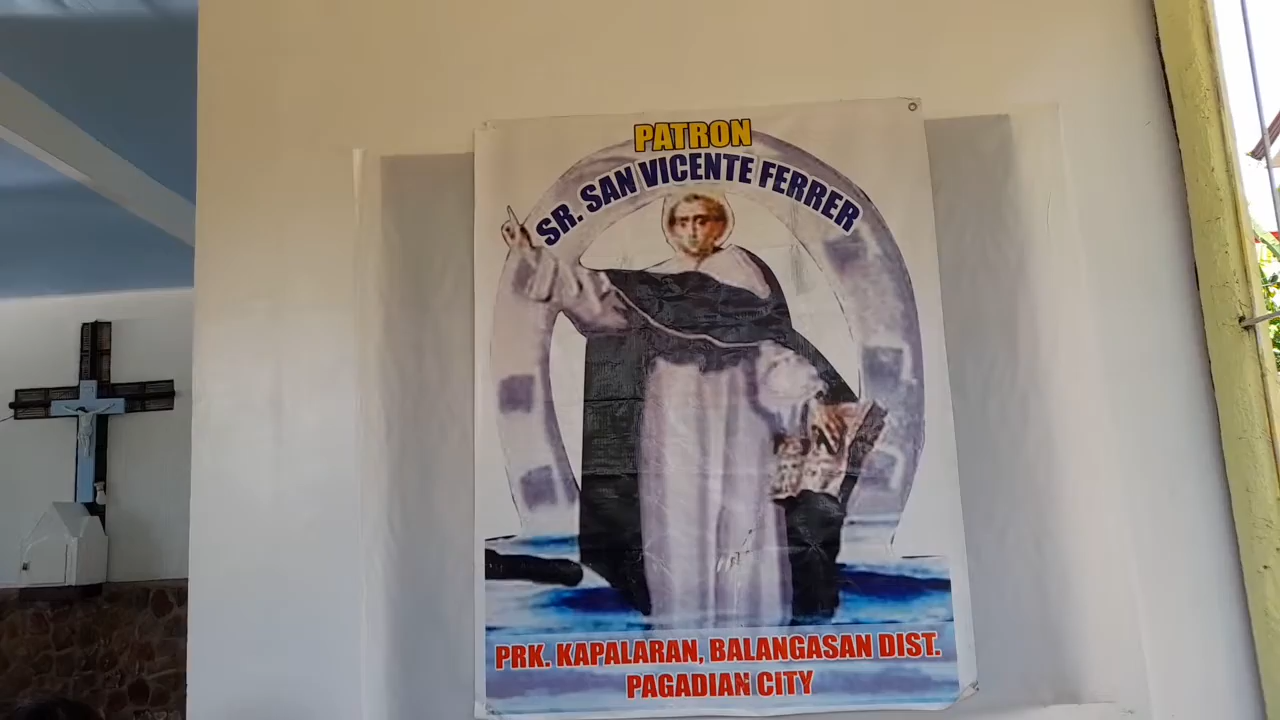 PATRON
SR. SAN VICENTE FERRER
PRK. KAPALARAN, BALANGASAN DIST.
PAGADIAN CITY